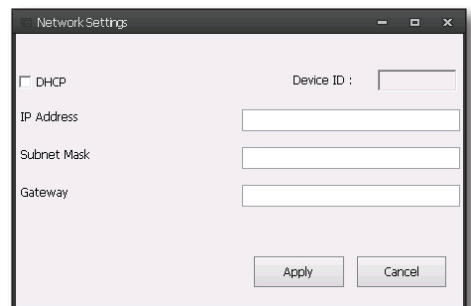 Network Settings
DHCP Device ID :
IP Address
Subnet Mask
Gateway
Apply Cancel